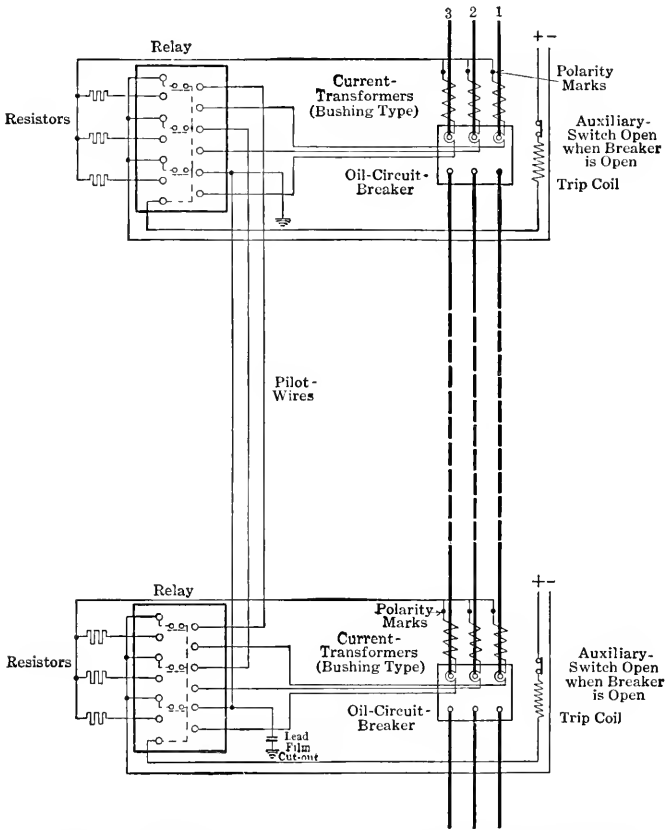 3 2 1
+ -
Relay
Polarity
Marks
Current-
Transformers
(Bushing Type)
Resistors
Auxiliary-
Switch Open
when Breaker
is Open
Oil-Circuit-
Breaker
Trip Coil
Pilot-
Wires
+ -
Relay
Polarity
Marks
Current-
Transformers
(Bushing Type)
Resistors
Auxiliary-
Switch Open
when Breaker
is Open
Oil-Circuit-
Breaker
Trip Coil
Lead
Film
Cut-out